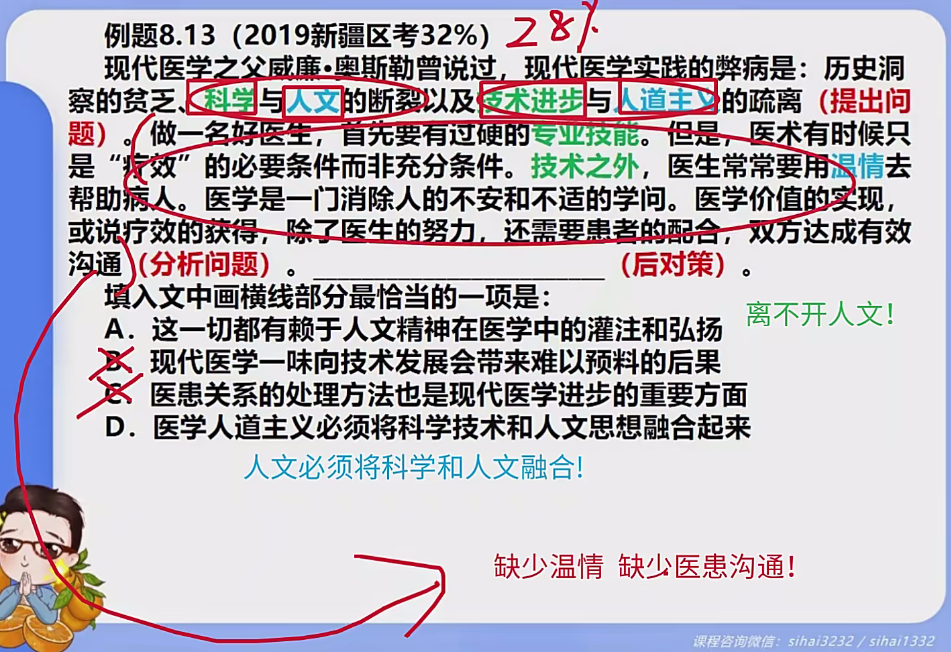 例题8.13（2019新疆区考32%） 28%
现代医学之父威廉·奥斯勒曾说过，现代医学实践的弊病是：历史洞
察的贫乏、科学与人文的断裂以及技术进步与人道主义的疏离（提出问
题）。做一名好医生，首先要有过硬的专业技能。但是，医术有时候只
是“疗效”的必要条件而非充分条件。技术之外，医生常常要用温情去
帮助病人。医学是一门消除人的不安和不适的学问。医学价值的实现，
或说疗效的获得，除了医生的努力，还需要患者的配合，双方达成有效
沟通（分析问题）。____________________（后对策）。
填入文中画横线部分最恰当的一项是：
离不开人文！
A．这一切都有赖于人文精神在医学中的灌注和弘扬
B．现代医学一味向技术发展会带来难以预料的后果
C．医患关系的处理方法也是现代医学进步的重要方面
D．医学人道主义必须将科学技术和人文思想融合起来
人文必须将科学和人文融合!
缺少温情 缺少医患沟通！
课程咨询微信：sihai3232 / sihai1332